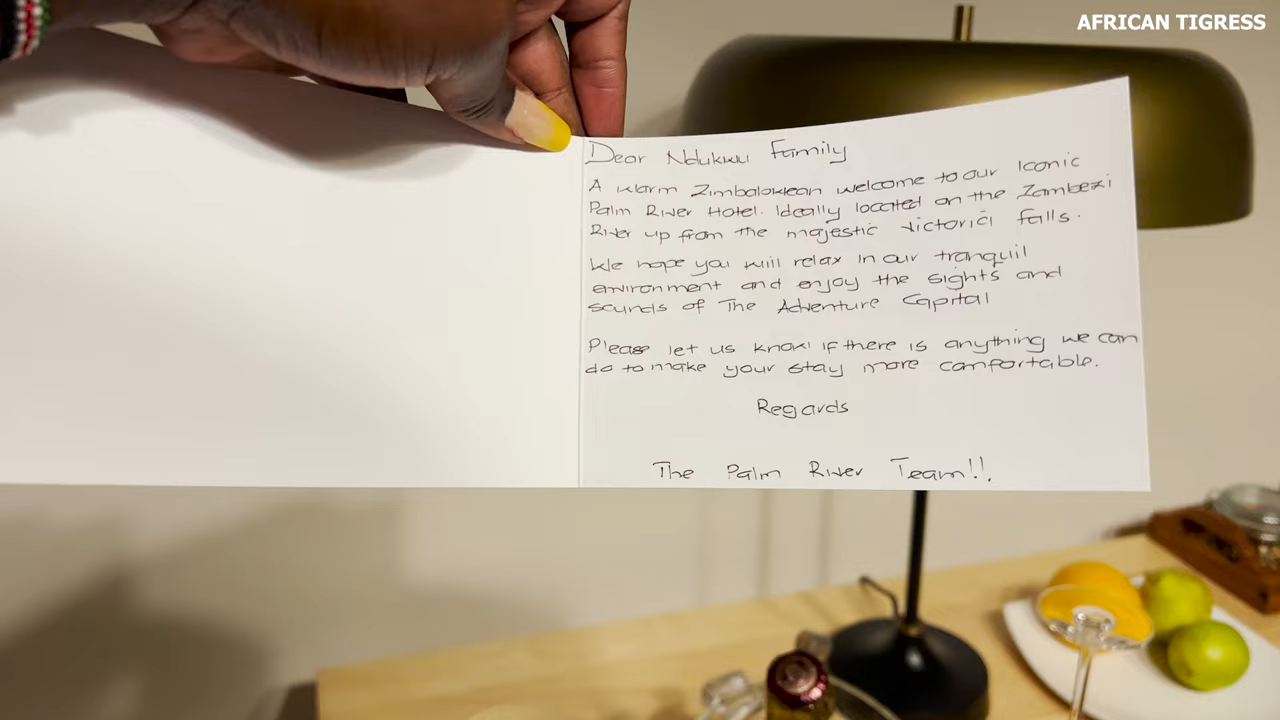 AFRICAN TIGRESS
Dear Ndukwu Family
A warm Zimbabwean welcome to our Iconic
Palm River Hotel. Ideally located on the Zambezi
River up from the majestic Victoria Falls.
We hope you will relax in our tranquil
environment and enjoy the sights and
sounds of The Adventure Capital
Please let us know if there is anything we can
do to make your stay more comfortable.
Regards
The Palm River Team!!